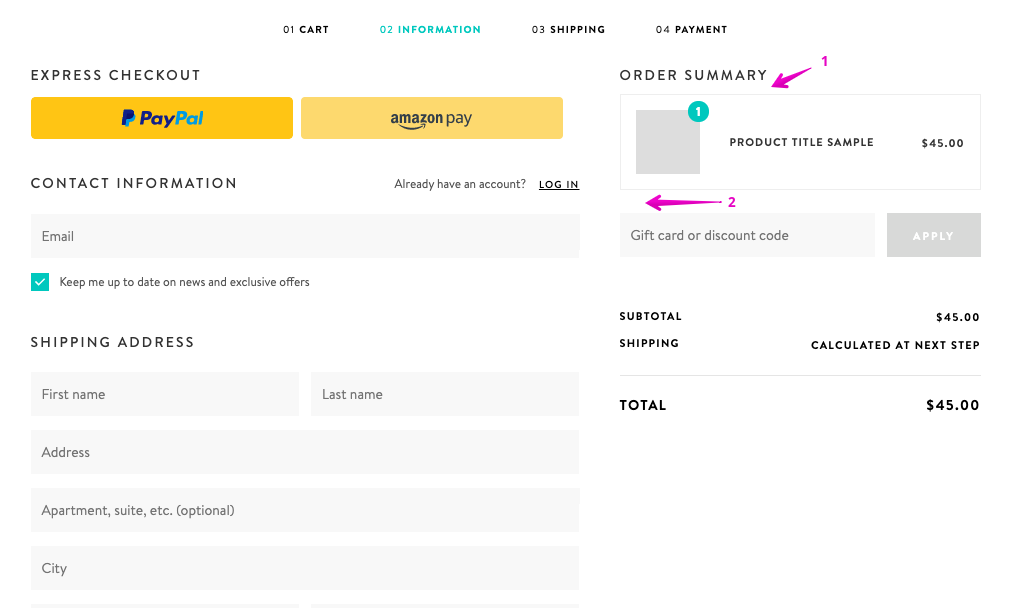 01 CART 02 INFORMATION 03 SHIPPING 04 PAYMENT
EXPRESS CHECKOUT
PayPal
amazon pay
CONTACT INFORMATION
Already have an account? LOG IN
Email
Keep me up to date on news and exclusive offers
SHIPPING ADDRESS
First name
Last name
Address
Apartment, suite, etc. (optional)
City
ORDER SUMMARY
1
1
PRODUCT TITLE SAMPLE $45.00
2
Gift card or discount code
APPLY
SUBTOTAL $45.00
SHIPPING CALCULATED AT NEXT STEP
TOTAL $45.00